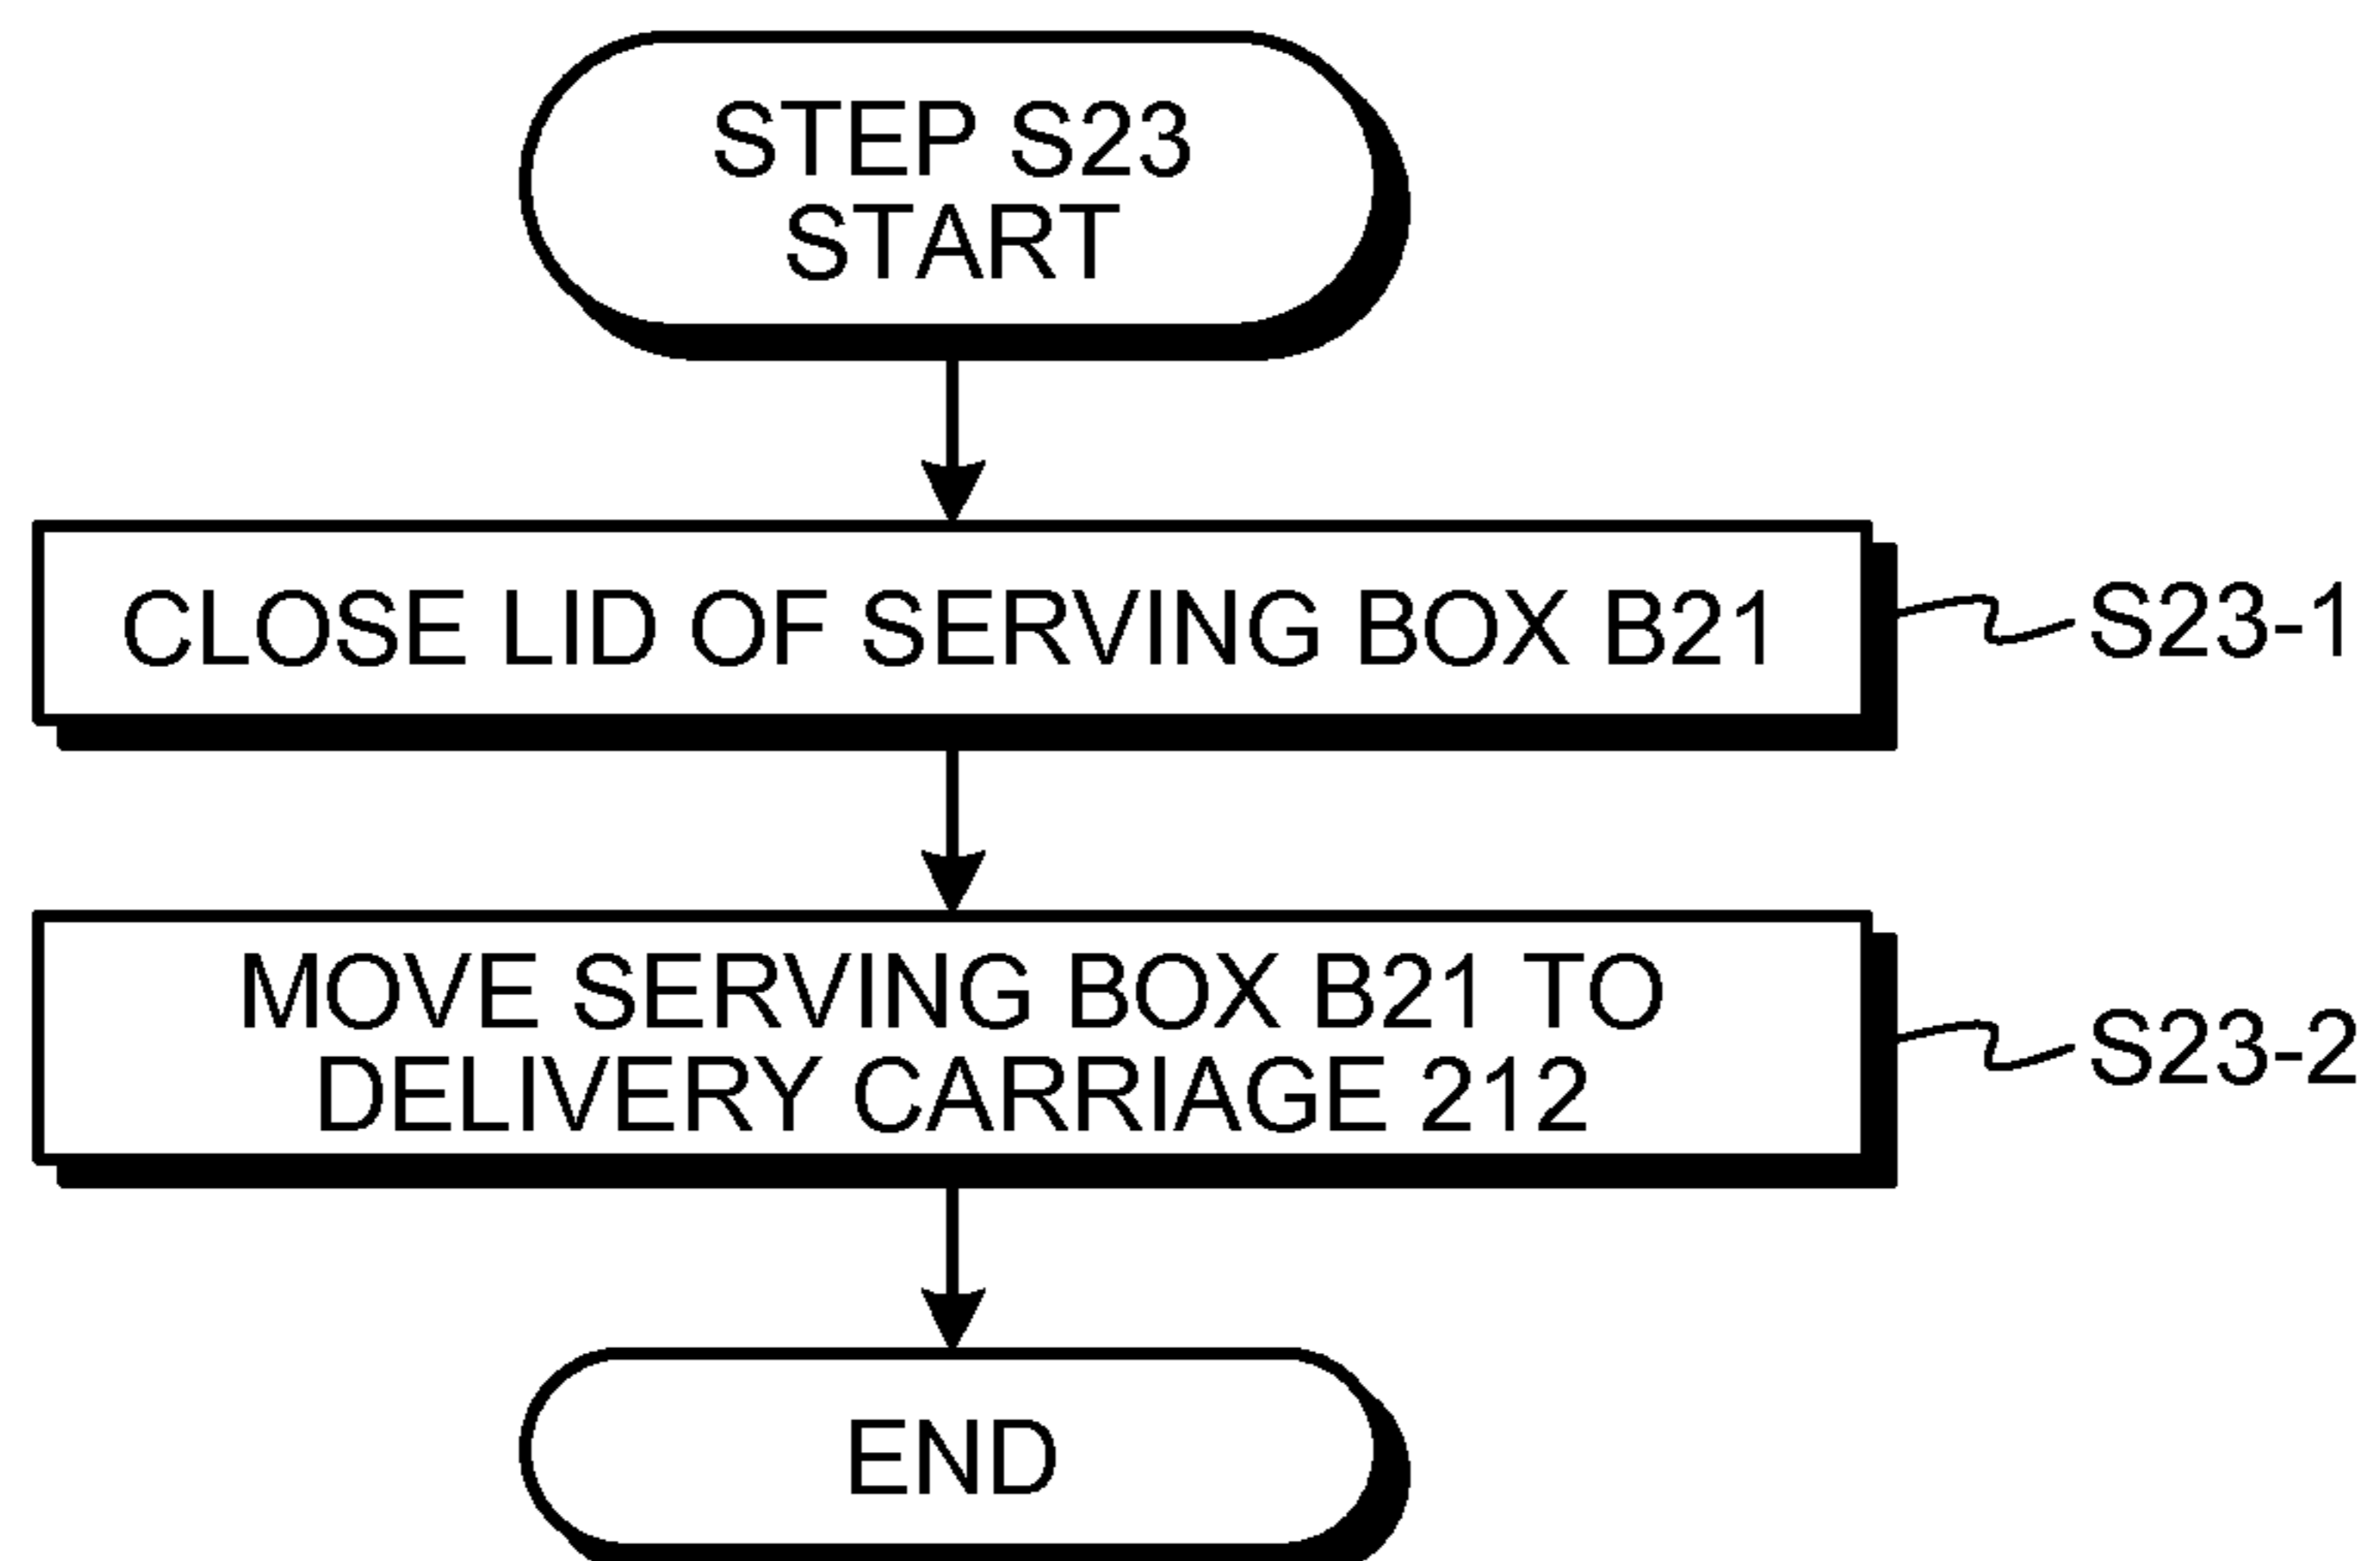 STEP S23
START
CLOSE LID OF SERVING BOX B21
S23-1
MOVE SERVING BOX B21 TO
DELIVERY CARRIAGE 212
S23-2
END